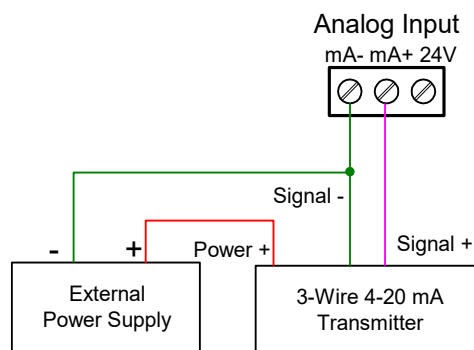 Analog Input
mA- mA+ 24V
Signal -
- + Power + Signal +
External
Power Supply
3-Wire 4-20 mA
Transmitter